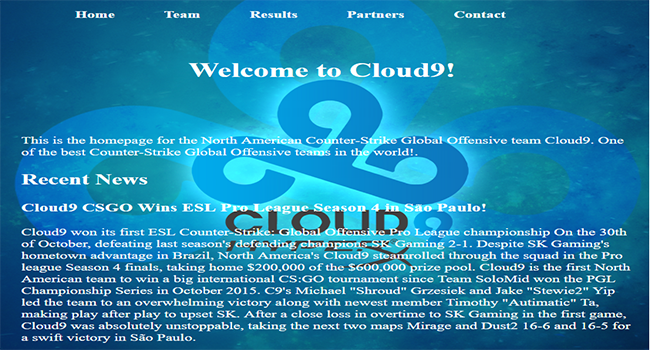 Home Team Results Partners Contact
Welcome to Cloud9!
This is the homepage for the North American Counter-Strike Global Offensive team Cloud9. One
of the best Counter-Strike Global Offensive teams in the world!.
Recent News
Cloud9 CSGO Wins ESL Pro League Season 4 in São Paulo!
CLOUD9
Cloud9 won its first ESL Counter-Strike: Global Offensive Pro League championship On the 30th
of October, defeating last season's defending champions SK Gaming 2-1. Despite SK Gaming's
hometown advantage in Brazil, North America's Cloud9 steamrolled through the squad in the Pro
league Season 4 finals, taking home $200,000 of the $600,000 prize pool. Cloud9 is the first North
American team to win a big international CS:GO tournament since Team SoloMid won the PGL
Championship Series in October 2015. C9's Michael "Shroud" Grzesiek and Jake "Stewie2" Yip
led the team to an overwhelming victory along with newest member Timothy "Autimatic" Ta,
making play after play to upset SK. After a close loss in overtime to SK Gaming in the first game,
Cloud9 was absolutely unstoppable, taking the next two maps Mirage and Dust2 16-6 and 16-5 for
a swift victory in São Paulo.